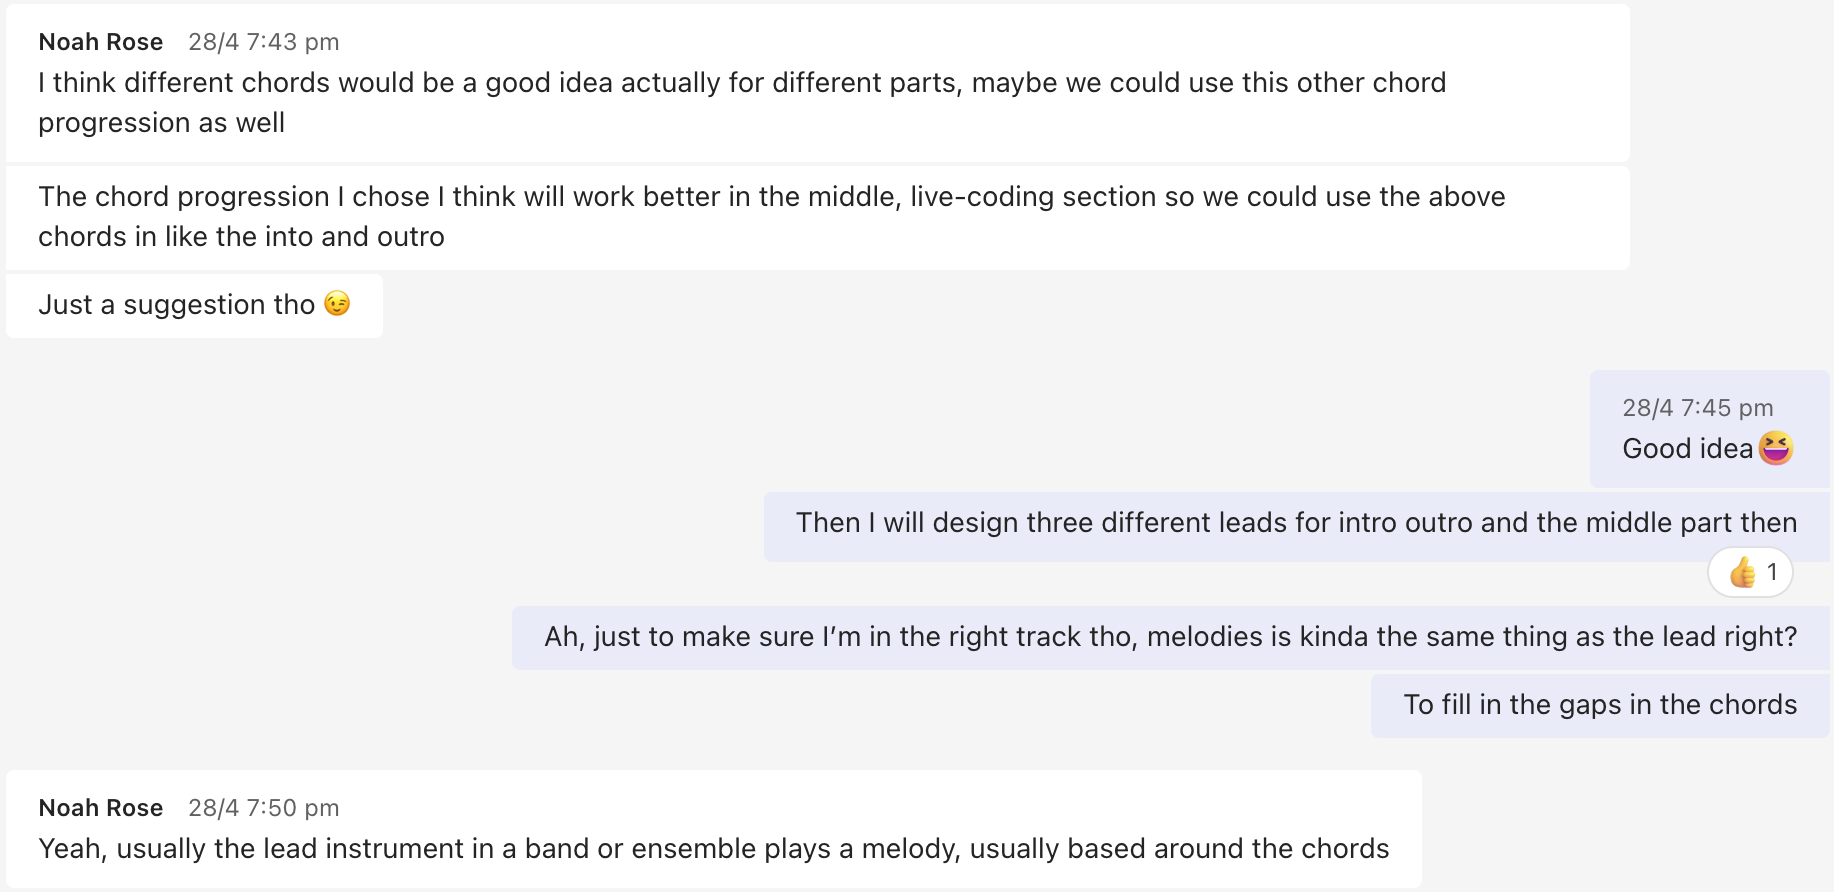 Noah Rose 28/4 7:43 pm
I think different chords would be a good idea actually for different parts, maybe we could use this other chord
progression as well
The chord progression I chose I think will work better in the middle, live-coding section so we could use the above
chords in like the into and outro
Just a suggestion tho 😉
28/4 7:45 pm
Good idea😆
Then I will design three different leads for intro outro and the middle part then
👍 1
Ah, just to make sure I’m in the right track tho, melodies is kinda the same thing as the lead right?
To fill in the gaps in the chords
Noah Rose 28/4 7:50 pm
Yeah, usually the lead instrument in a band or ensemble plays a melody, usually based around the chords